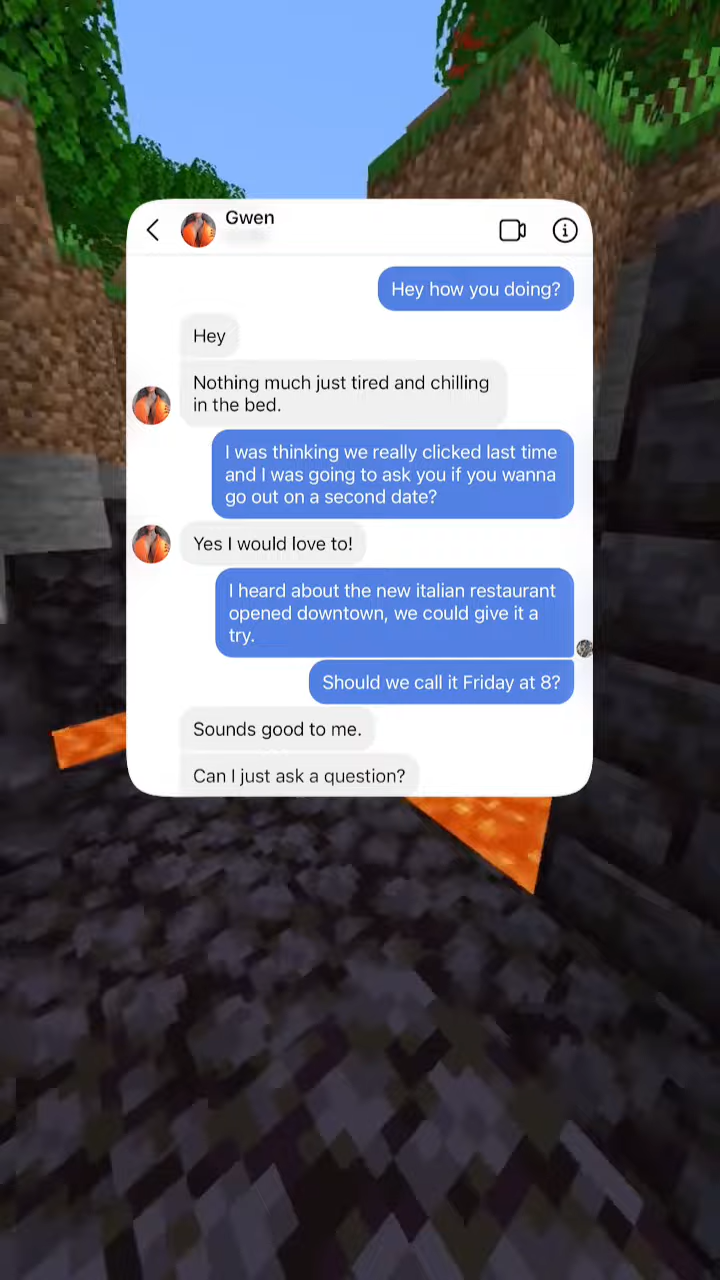 Gwen
Hey how you doing?
Hey
Nothing much just tired and chilling
in the bed.
I was thinking we really clicked last time
and I was going to ask you if you wanna
go out on a second date?
Yes I would love to!
I heard about the new italian restaurant
opened downtown, we could give it a
try.
Should we call it Friday at 8?
Sounds good to me.
Can I just ask a question?